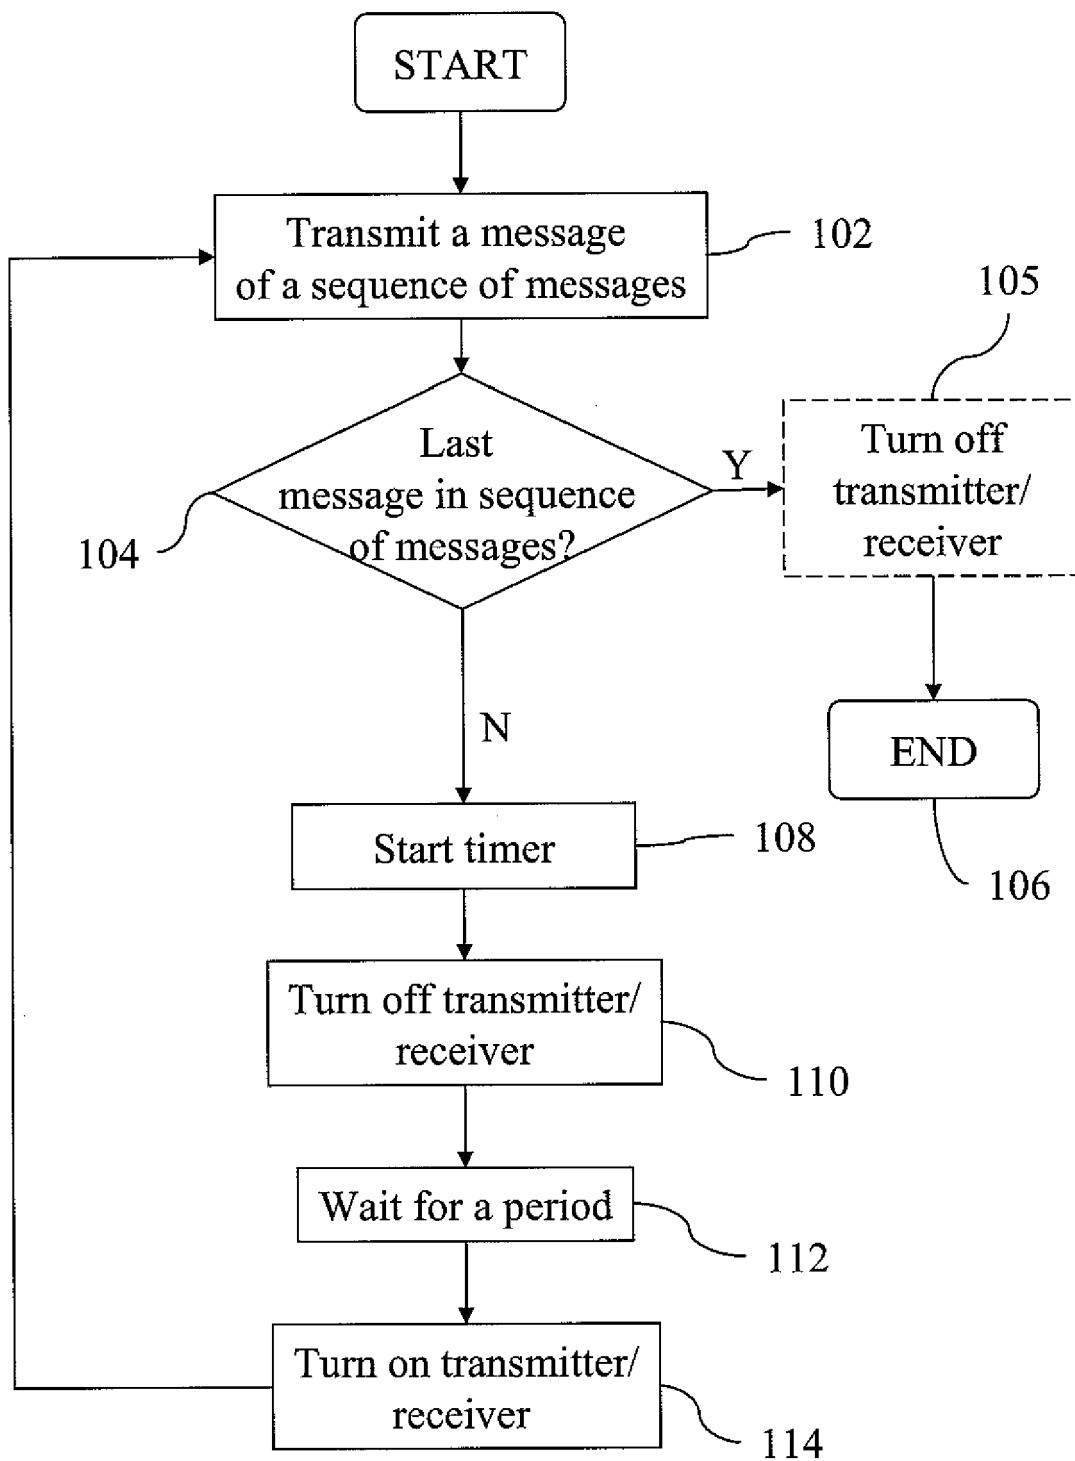 START
Transmit a message
of a sequence of messages
102
105
Last
message in sequence
of messages?
104
Y
Turn off
transmitter/
receiver
N
END
106
Start timer
108
Turn off transmitter/
receiver
110
Wait for a period
112
Turn on transmitter/
receiver
114